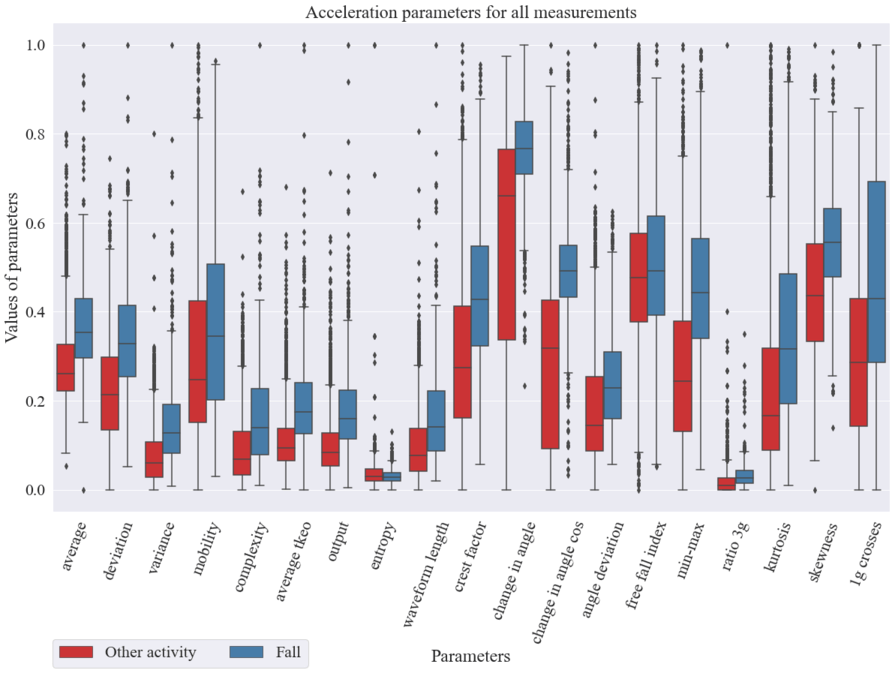 Acceleration parameters for all measurements
Values of parameters
1.0
0.8
0.6
0.4
0.2
0.0
average
deviation
variance
mobility
complexity
average tkeo
output
entropy
waveform length
crest factor
change in angle
change in angle cos
angle deviation
free fall index
min-max
ratio 3g
kurtosis
skewness
1g crosses
Parameters
Other activity
Fall